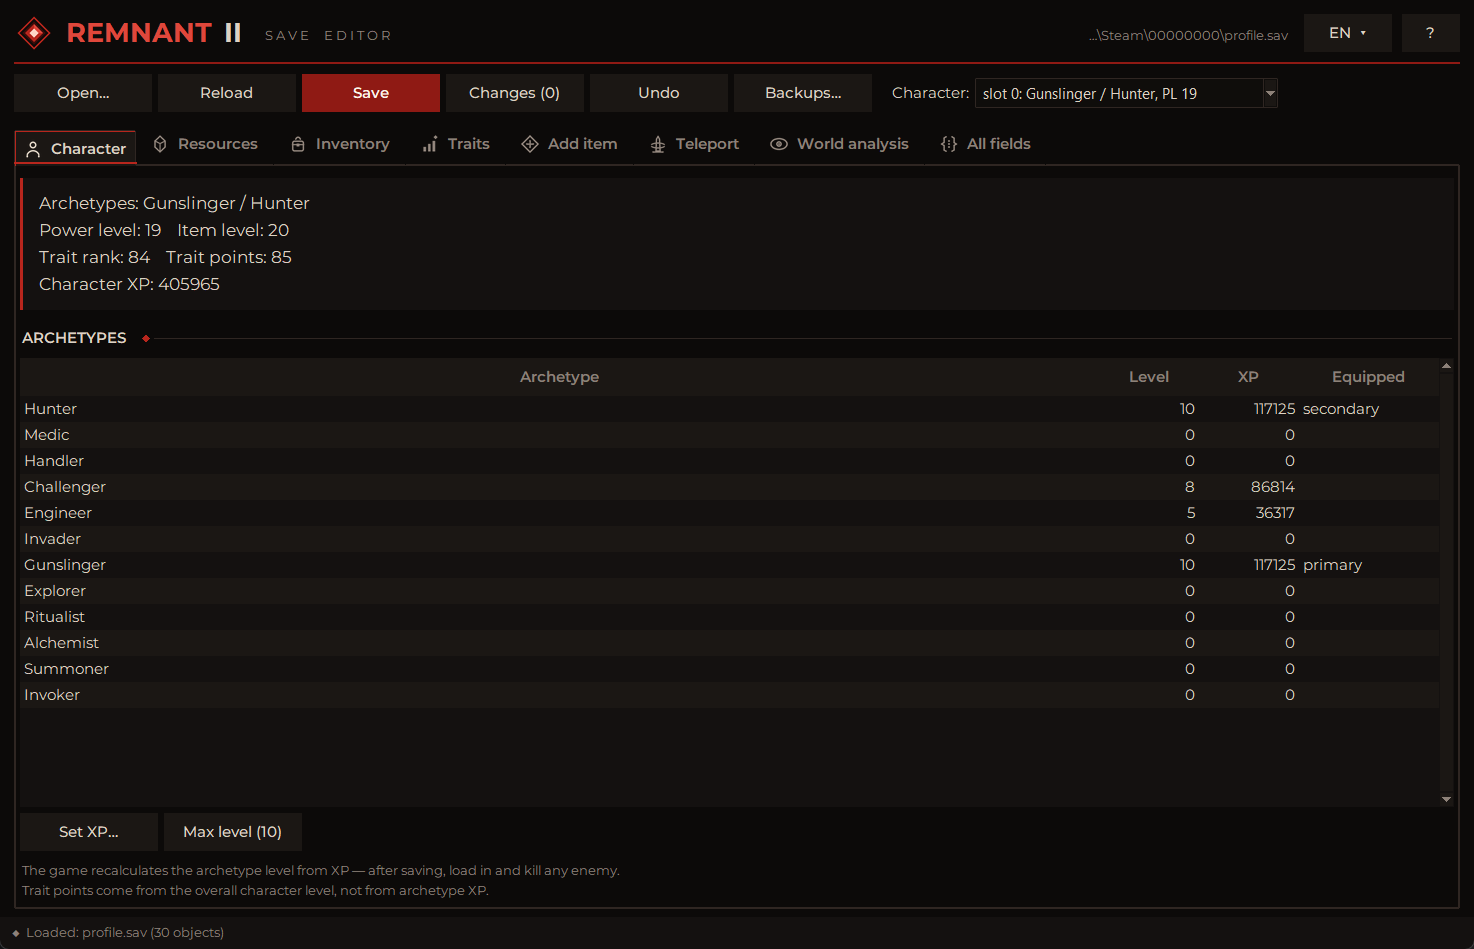 REMNANT II SAVE EDITOR ...\Steam\00000000\profile.sav EN ?
Open... Reload Save Changes (0) Undo Backups... Character: slot 0: Gunslinger / Hunter, PL 19
Character Resources Inventory Traits Add item Teleport World analysis All fields
Archetypes: Gunslinger / Hunter
Power level: 19 Item level: 20
Trait rank: 84 Trait points: 85
Character XP: 405965
ARCHETYPES
Archetype Level XP Equipped
Hunter 10 117125 secondary
Medic 0 0
Handler 0 0
Challenger 8 86814
Engineer 5 36317
Invader 0 0
Gunslinger 10 117125 primary
Explorer 0 0
Ritualist 0 0
Alchemist 0 0
Summoner 0 0
Invoker 0 0
Set XP... Max level (10)
The game recalculates the archetype level from XP — after saving, load in and kill any enemy.
Trait points come from the overall character level, not from archetype XP.
Loaded: profile.sav (30 objects)